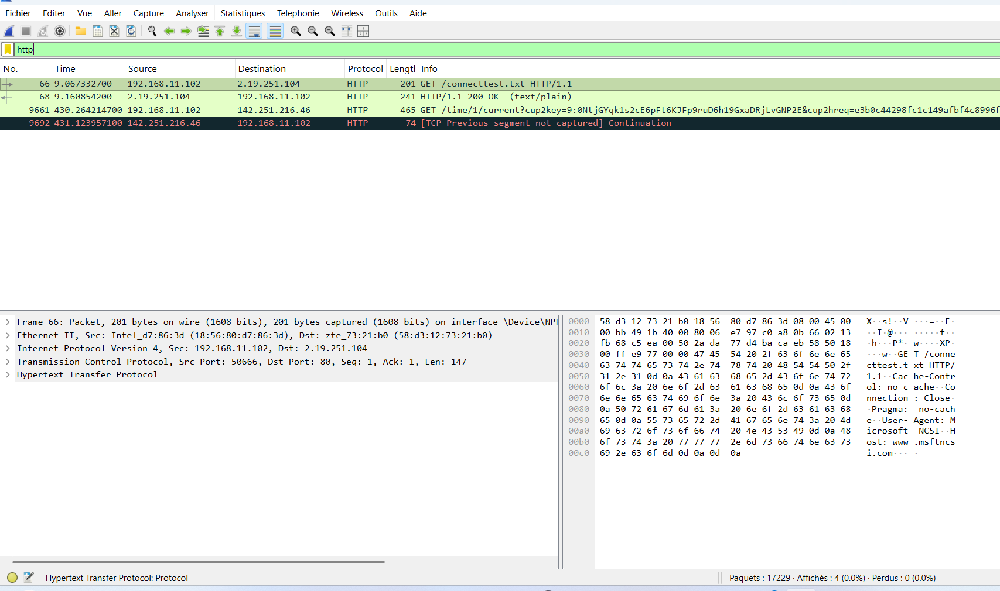 Fichier Editer Vue Aller Capture Analyser Statistiques Telephonie Wireless Outils Aide
http
No. Time Source Destination Protocol Length Info
66 9.067332700 192.168.11.102 2.19.251.104 HTTP 201 GET /connecttest.txt HTTP/1.1
68 9.160854200 2.19.251.104 192.168.11.102 HTTP 241 HTTP/1.1 200 OK (text/plain)
9661 430.264214700 192.168.11.102 142.251.216.46 HTTP 465 GET /time/1/current?cup2key=9:0NtjGYqk1s2cE6pFt6KJFp9ruD6h19GxaDRjLvGNP2E&cup2hreq=e3b0c44298fc1c149afbf4c8996f
9692 431.123957100 142.251.216.46 192.168.11.102 HTTP 74 [TCP Previous segment not captured] Continuation
Frame 66: Packet, 201 bytes on wire (1608 bits), 201 bytes captured (1608 bits) on interface \Device\NPF
Ethernet II, Src: Intel_d7:86:3d (18:56:80:d7:86:3d), Dst: zte_73:21:b0 (58:d3:12:73:21:b0)
Internet Protocol Version 4, Src: 192.168.11.102, Dst: 2.19.251.104
Transmission Control Protocol, Src Port: 50666, Dst Port: 80, Seq: 1, Ack: 1, Len: 147
Hypertext Transfer Protocol
0000 58 d3 12 73 21 b0 18 56 80 d7 86 3d 08 00 45 00 X··s!··V ···=··E·
0010 00 bb 49 1b 40 00 80 06 e7 97 c0 a8 0b 66 02 13 ··I·@··· ·····f··
0020 fb 68 c5 ea 00 50 2a da 77 d4 ba ca eb 58 50 18 ·h···P*· w····XP·
0030 00 ff e9 77 00 00 47 45 54 20 2f 63 6f 6e 6e 65 ···w··GE T /conne
0040 63 74 74 65 73 74 2e 74 78 74 20 48 54 54 50 2f cttest.t xt HTTP/
0050 31 2e 31 0d 0a 43 61 63 68 65 2d 43 6f 6e 74 72 1.1··Cac he-Contr
0060 6f 6c 3a 20 6e 6f 2d 63 61 63 68 65 0d 0a 43 6f ol: no-c ache··Co
0070 6e 6e 65 63 74 69 6f 6e 3a 20 43 6c 6f 73 65 0d nnection : Close·
0080 0a 50 72 61 67 6d 61 3a 20 6e 6f 2d 63 61 63 68 ·Pragma: no-cach
0090 65 0d 0a 55 73 65 72 2d 41 67 65 6e 74 3a 20 4d e··User- Agent: M
00a0 69 63 72 6f 73 6f 66 74 20 4e 43 53 49 0d 0a 48 icrosoft NCSI··H
00b0 6f 73 74 3a 20 77 77 77 2e 6d 73 66 74 6e 63 73 ost: www .msftncs
00c0 69 2e 63 6f 6d 0d 0a 0d 0a i.com··· ·
Hypertext Transfer Protocol: Protocol
Paquets : 17229 · Affichés : 4 (0.0%) · Perdus : 0 (0.0%)